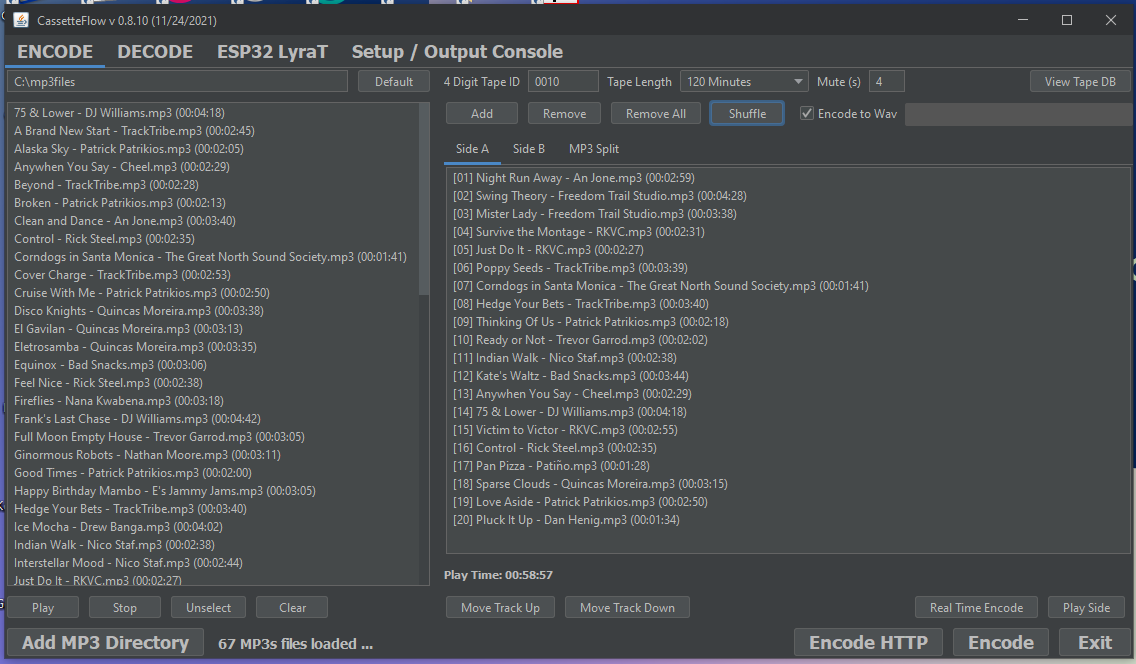 CassetteFlow v 0.8.10 (11/24/2021)
ENCODE DECODE ESP32 LyraT Setup / Output Console
C:\mp3files Default 4 Digit Tape ID 0010 Tape Length 120 Minutes Mute (s) 4 View Tape DB
Add Remove Remove All Shuffle Encode to Wav
Side A Side B MP3 Split
75 & Lower - DJ Williams.mp3 (00:04:18)
A Brand New Start - TrackTribe.mp3 (00:02:45)
Alaska Sky - Patrick Patrikios.mp3 (00:02:05)
Anywhen You Say - Cheel.mp3 (00:02:29)
Beyond - TrackTribe.mp3 (00:02:28)
Broken - Patrick Patrikios.mp3 (00:02:13)
Clean and Dance - An Jone.mp3 (00:03:40)
Control - Rick Steel.mp3 (00:02:35)
Corndogs in Santa Monica - The Great North Sound Society.mp3 (00:01:41)
Cover Charge - TrackTribe.mp3 (00:02:53)
Cruise With Me - Patrick Patrikios.mp3 (00:02:50)
Disco Knights - Quincas Moreira.mp3 (00:03:38)
El Gavilan - Quincas Moreira.mp3 (00:03:13)
Eletrosamba - Quincas Moreira.mp3 (00:03:35)
Equinox - Bad Snacks.mp3 (00:03:06)
Feel Nice - Rick Steel.mp3 (00:02:38)
Fireflies - Nana Kwabena.mp3 (00:03:18)
Frank's Last Chase - DJ Williams.mp3 (00:04:42)
Full Moon Empty House - Trevor Garrod.mp3 (00:03:05)
Ginormous Robots - Nathan Moore.mp3 (00:03:11)
Good Times - Patrick Patrikios.mp3 (00:02:00)
Happy Birthday Mambo - E's Jammy Jams.mp3 (00:03:05)
Hedge Your Bets - TrackTribe.mp3 (00:03:40)
Ice Mocha - Drew Banga.mp3 (00:04:02)
Indian Walk - Nico Staf.mp3 (00:02:38)
Interstellar Mood - Nico Staf.mp3 (00:02:44)
Just Do It - RKVC.mp3 (00:02:27)
[01] Night Run Away - An Jone.mp3 (00:02:59)
[02] Swing Theory - Freedom Trail Studio.mp3 (00:04:28)
[03] Mister Lady - Freedom Trail Studio.mp3 (00:03:38)
[04] Survive the Montage - RKVC.mp3 (00:02:31)
[05] Just Do It - RKVC.mp3 (00:02:27)
[06] Poppy Seeds - TrackTribe.mp3 (00:03:39)
[07] Corndogs in Santa Monica - The Great North Sound Society.mp3 (00:01:41)
[08] Hedge Your Bets - TrackTribe.mp3 (00:03:40)
[09] Thinking Of Us - Patrick Patrikios.mp3 (00:02:18)
[10] Ready or Not - Trevor Garrod.mp3 (00:02:02)
[11] Indian Walk - Nico Staf.mp3 (00:02:38)
[12] Kate's Waltz - Bad Snacks.mp3 (00:03:44)
[13] Anywhen You Say - Cheel.mp3 (00:02:29)
[14] 75 & Lower - DJ Williams.mp3 (00:04:18)
[15] Victim to Victor - RKVC.mp3 (00:02:55)
[16] Control - Rick Steel.mp3 (00:02:35)
[17] Pan Pizza - Patiño.mp3 (00:01:28)
[18] Sparse Clouds - Quincas Moreira.mp3 (00:03:15)
[19] Love Aside - Patrick Patrikios.mp3 (00:02:50)
[20] Pluck It Up - Dan Henig.mp3 (00:01:34)
Play Time: 00:58:57
Play Stop Unselect Clear Move Track Up Move Track Down Real Time Encode Play Side
Add MP3 Directory 67 MP3s files loaded ... Encode HTTP Encode Exit